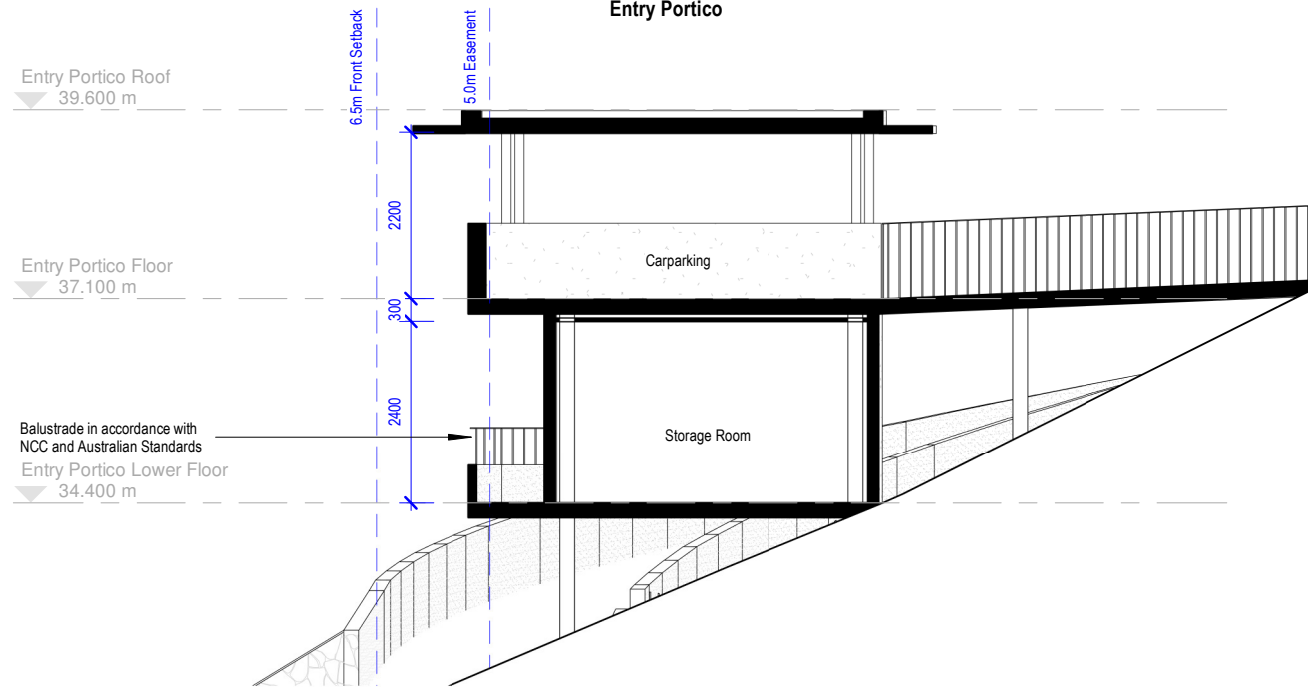 Entry Portico
6.5m Front Setback
5.0m Easement
Entry Portico Roof
39.600 m
2200
Carparking
Entry Portico Floor
37.100 m
300
2400
Balustrade in accordance with
NCC and Australian Standards
Storage Room
Entry Portico Lower Floor
34.400 m